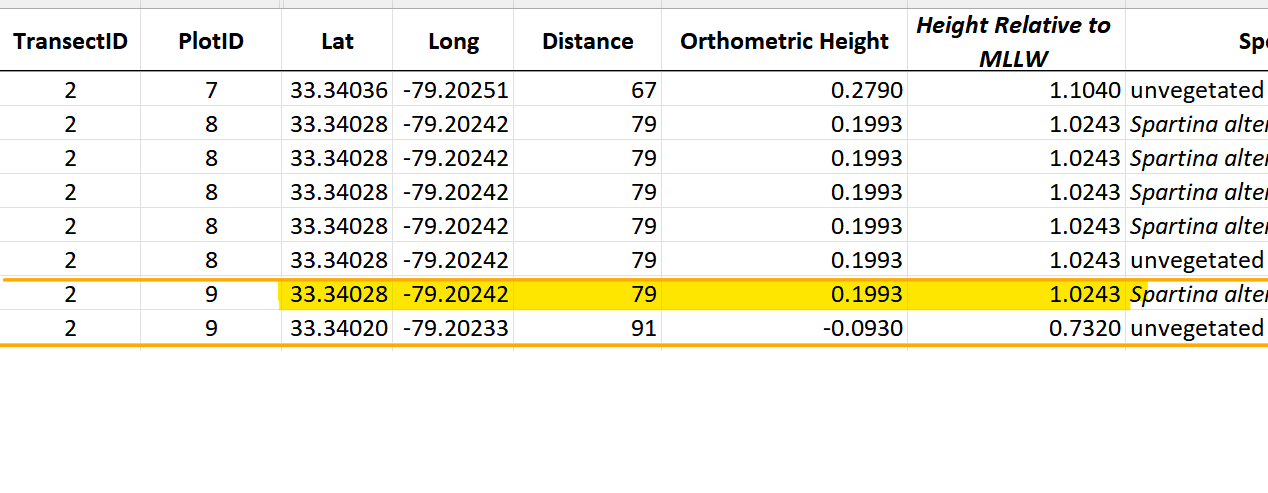 TransectID PlotID Lat Long Distance Orthometric Height Height Relative to MLLW Spe
2 7 33.34036 -79.20251 67 0.2790 1.1040 unvegetated
2 8 33.34028 -79.20242 79 0.1993 1.0243 Spartina alter
2 8 33.34028 -79.20242 79 0.1993 1.0243 Spartina alter
2 8 33.34028 -79.20242 79 0.1993 1.0243 Spartina alter
2 8 33.34028 -79.20242 79 0.1993 1.0243 Spartina alter
2 8 33.34028 -79.20242 79 0.1993 1.0243 unvegetated
2 9 33.34028 -79.20242 79 0.1993 1.0243 Spartina alter
2 9 33.34020 -79.20233 91 -0.0930 0.7320 unvegetated